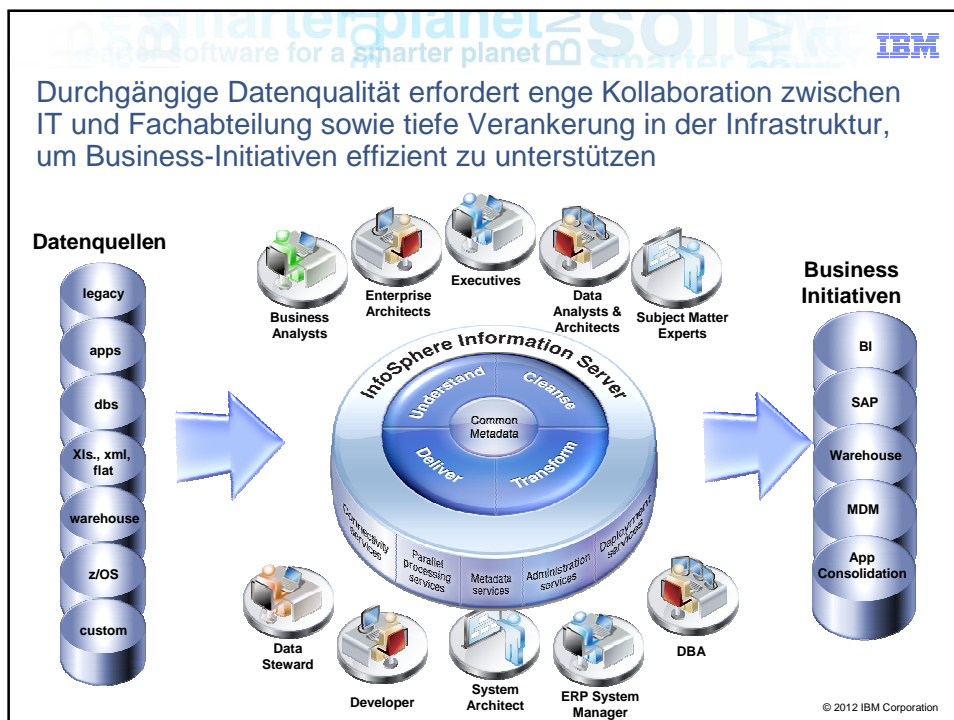 smarter planet
software for a smarter planet
IBM
Durchgängige Datenqualität erfordert enge Kollaboration zwischen
IT und Fachabteilung sowie tiefe Verankerung in der Infrastruktur,
um Business-Initiativen effizient zu unterstützen
Datenquellen
legacy
apps
dbs
Xls., xml,
flat
warehouse
z/OS
custom
Business
Analysts
Enterprise
Architects
Executives
Data
Analysts &
Architects
Subject Matter
Experts
InfoSphere Information Server
Understand
Cleanse
Common
Metadata
Deliver
Transform
Connectivity
services
Parallel
processing
services
Metadata
services
Administration
services
Deployment
services
Data
Steward
Developer
System
Architect
ERP System
Manager
DBA
Business
Initiativen
BI
SAP
Warehouse
MDM
App
Consolidation
© 2012 IBM Corporation